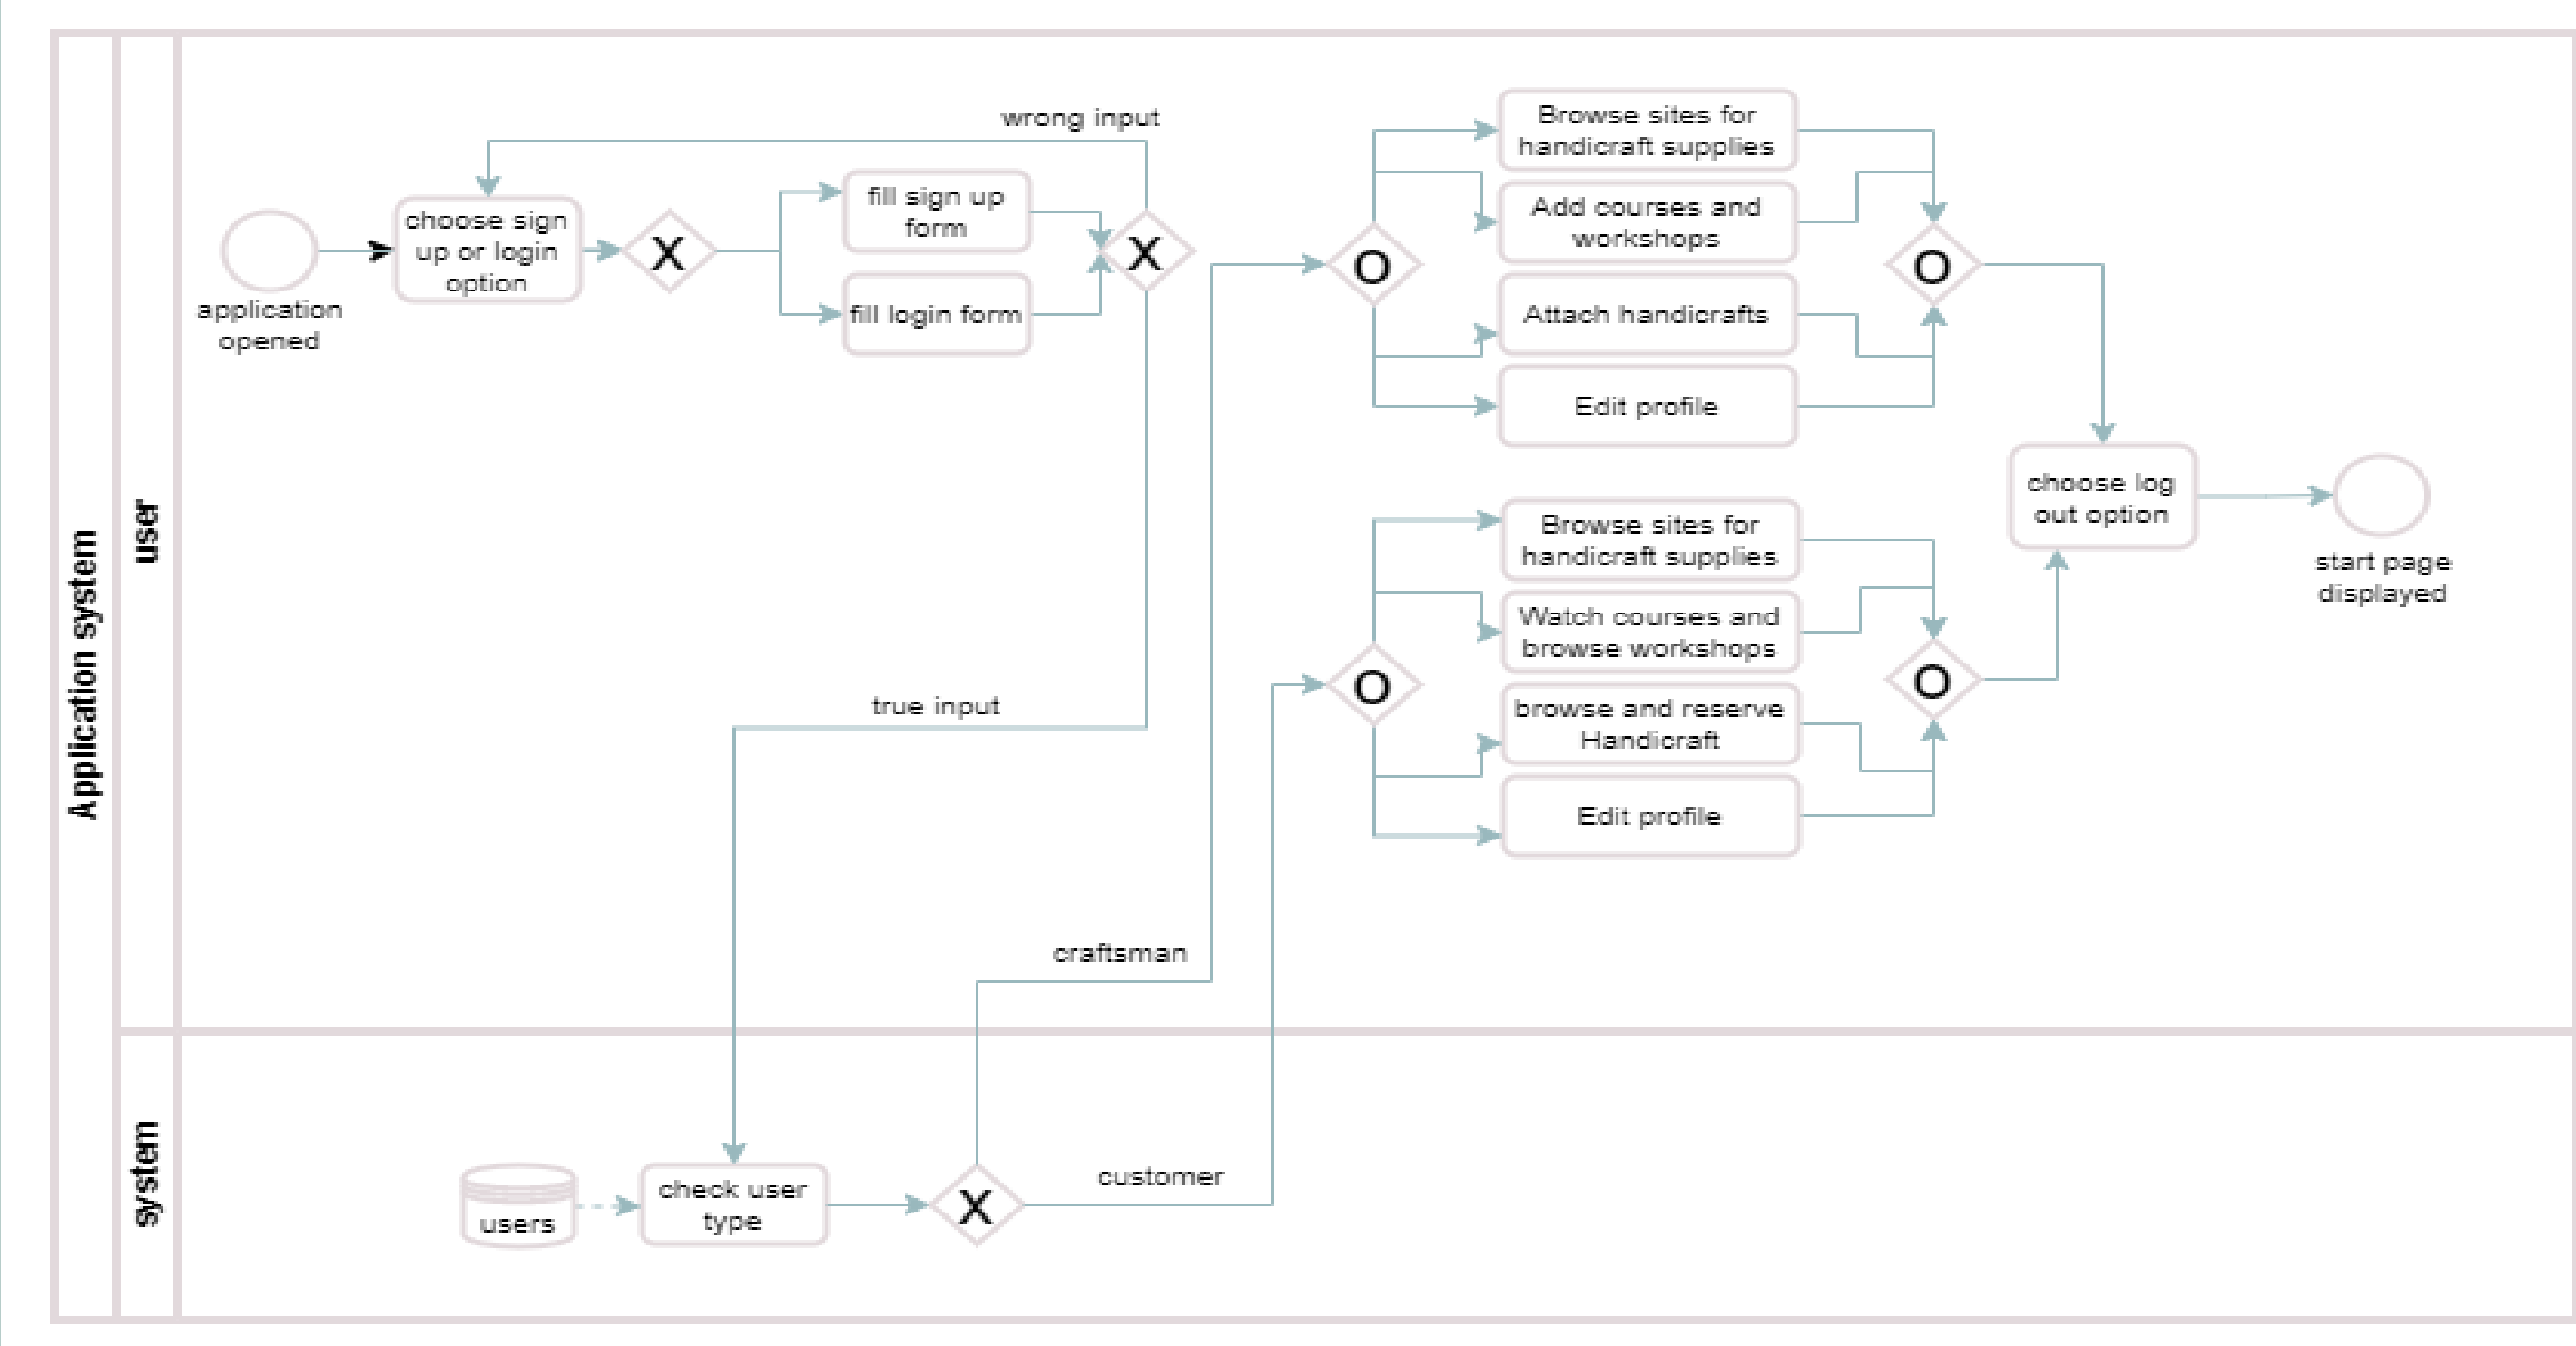 Application system
user
system
application
opened
choose sign
up or login
option
X
fill sign up
form
fill login form
wrong input
X
true input
O
Browse sites for
handicraft supplies
Add courses and
workshops
Attach handicrafts
Edit profile
O
O
Browse sites for
handicraft supplies
Watch courses and
browse workshops
browse and reserve
Handicraft
Edit profile
O
choose log
out option
start page
displayed
craftsman
customer
users
check user
type
X